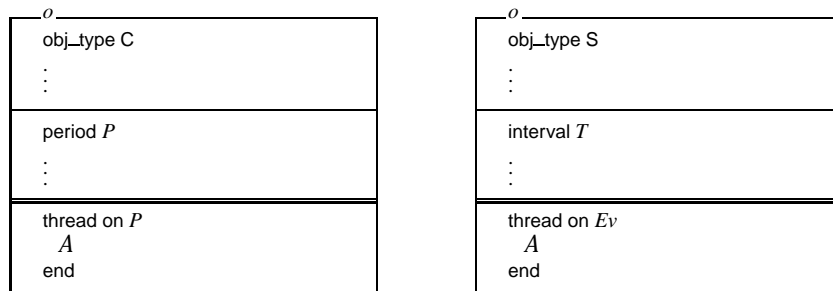 o
obj_type C
⋮
period P
⋮
thread on P
A
end
o
obj_type S
⋮
interval T
⋮
thread on Ev
A
end